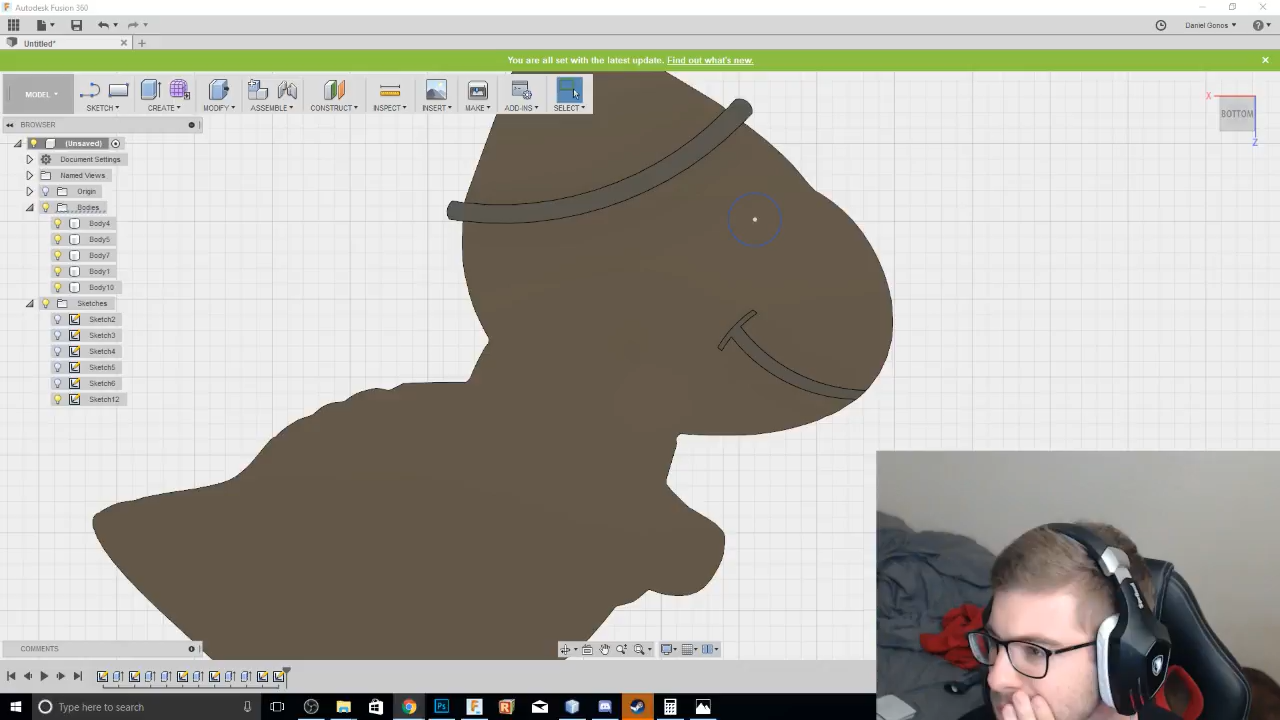 Autodesk Fusion 360
Daniel Gonos
Untitled*
You are all set with the latest update. Find out what's new.
MODEL
SKETCH
CREATE
MODIFY
ASSEMBLE
CONSTRUCT
INSPECT
INSERT
MAKE
ADD-INS
SELECT
X
BOTTOM
Z
BROWSER
(Unsaved)
Document Settings
Named Views
Origin
Bodies
Body4
Body5
Body7
Body1
Body10
Sketches
Sketch2
Sketch3
Sketch4
Sketch5
Sketch6
Sketch12
COMMENTS
Type here to search